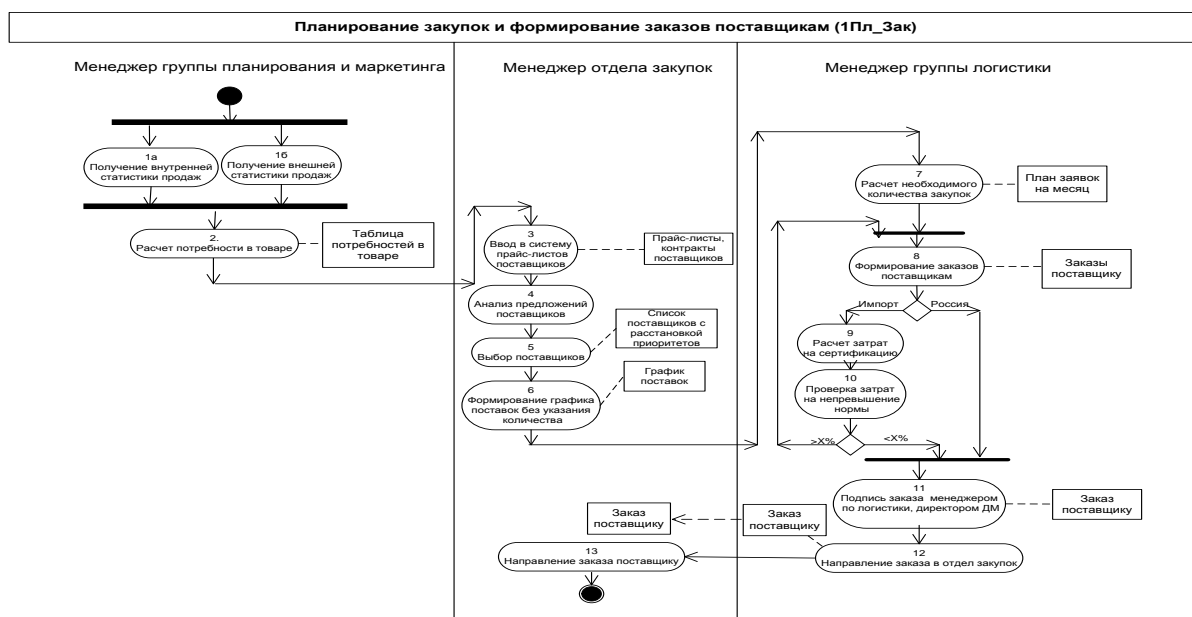 Планирование закупок и формирование заказов поставщикам (1Пл_Зак)
Менеджер группы планирования и маркетинга
1а
Получение внутренней
статистики продаж
1б
Получение внешней
статистики продаж
2.
Расчет потребности в товаре
Таблица
потребностей в
товаре
Менеджер отдела закупок
3
Ввод в систему
прайс-листов
поставщиков
Прайс-листы,
контракты
поставщиков
4
Анализ предложений
поставщиков
5
Выбор поставщиков
Список
поставщиков с
расстановкой
приоритетов
6
Формирование графика
поставок без указания
количества
График
поставок
Менеджер группы логистики
7
Расчет необходимого
количества закупок
План заявок
на месяц
8
Формирование заказов
поставщикам
Заказы
поставщику
Импорт
Россия
9
Расчет затрат
на сертификацию
10
Проверка затрат
на непревышение
нормы
>X%
<X%
11
Подпись заказа менеджером
по логистики, директором ДМ
Заказ
поставщику
12
Направление заказа в отдел закупок
Заказ
поставщику
Заказ
поставщику
13
Направление заказа поставщику